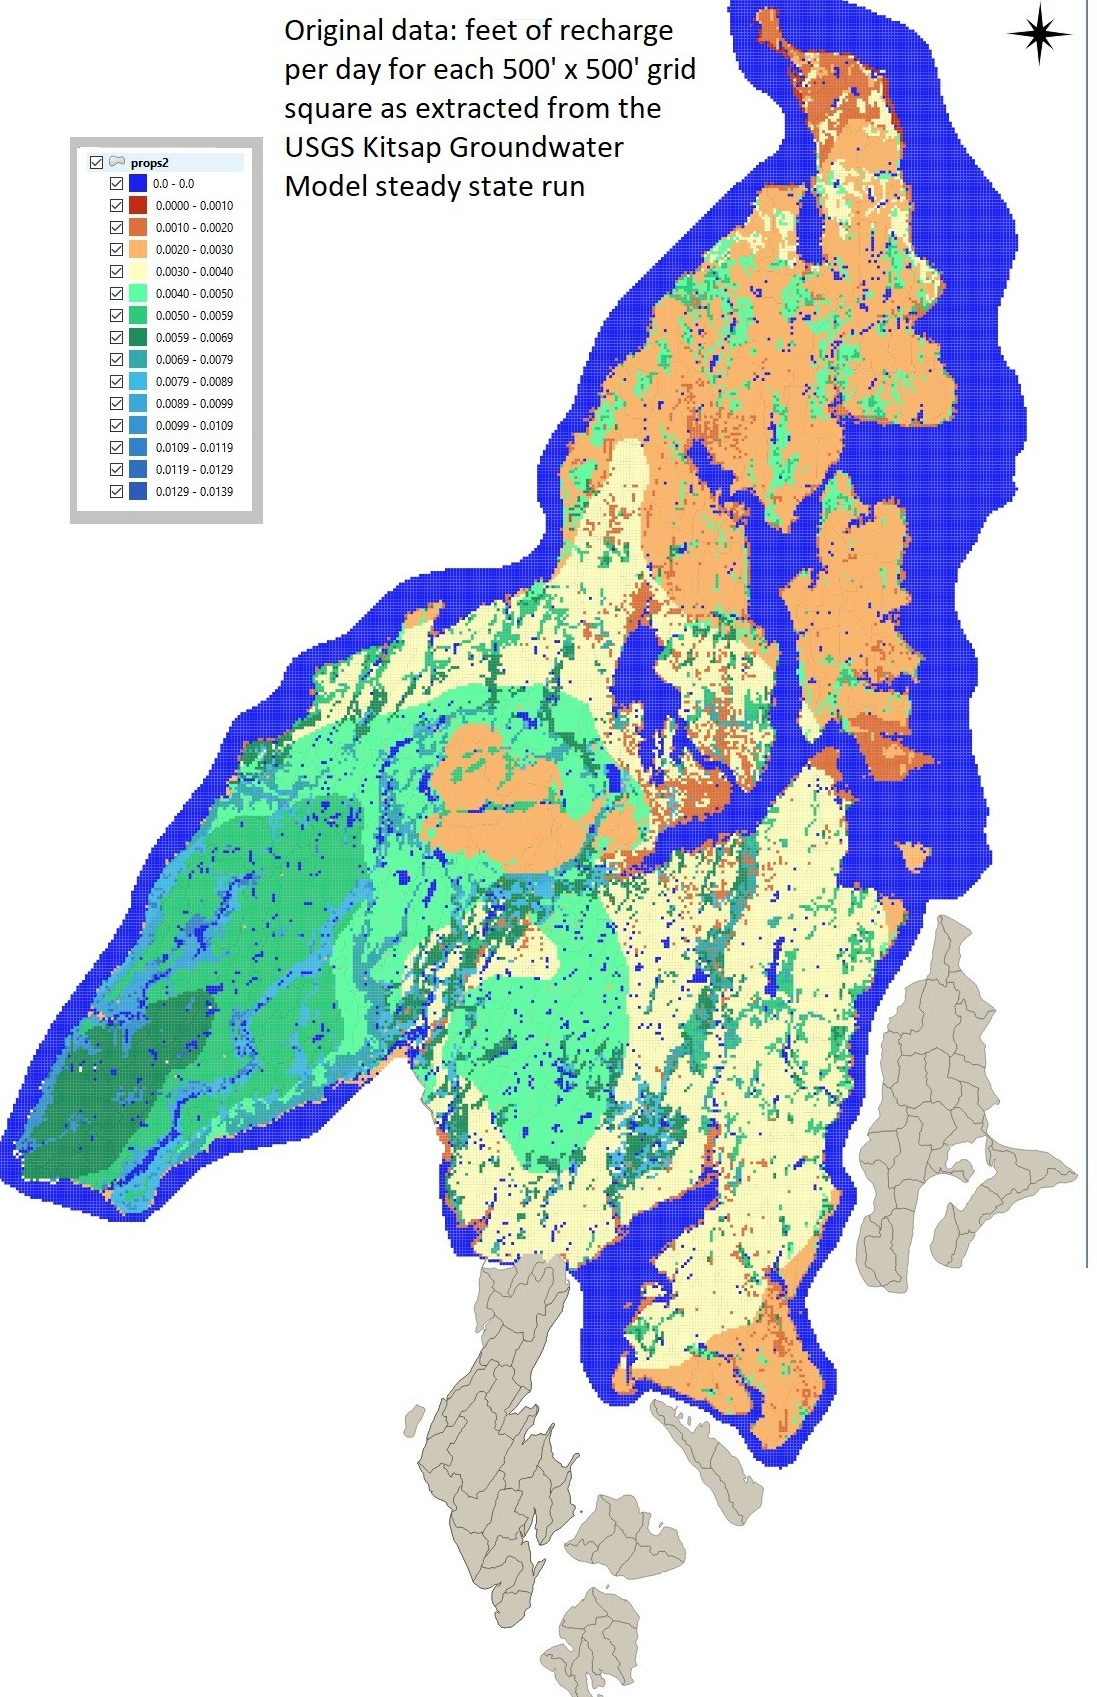 Original data: feet of recharge
per day for each 500' x 500' grid
square as extracted from the
USGS Kitsap Groundwater
Model steady state run
props2
0.0 - 0.0
0.0000 - 0.0010
0.0010 - 0.0020
0.0020 - 0.0030
0.0030 - 0.0040
0.0040 - 0.0050
0.0050 - 0.0059
0.0059 - 0.0069
0.0069 - 0.0079
0.0079 - 0.0089
0.0089 - 0.0099
0.0099 - 0.0109
0.0109 - 0.0119
0.0119 - 0.0129
0.0129 - 0.0139